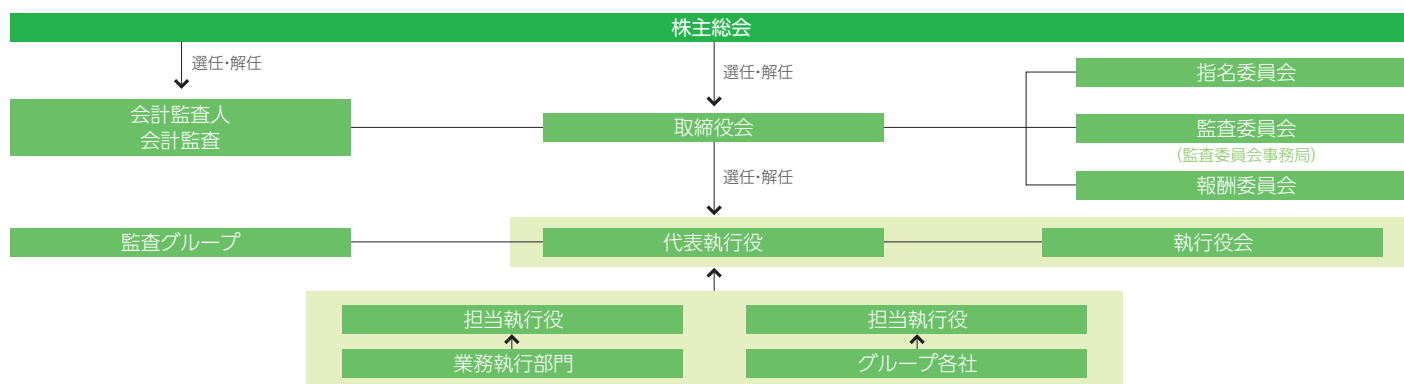 株主総会
選任・解任
選任・解任
指名委員会
会計監査人
会計監査
取締役会
監査委員会
(監査委員会事務局)
選任・解任
報酬委員会
監査グループ
代表執行役
執行役会
担当執行役
担当執行役
業務執行部門
グループ各社